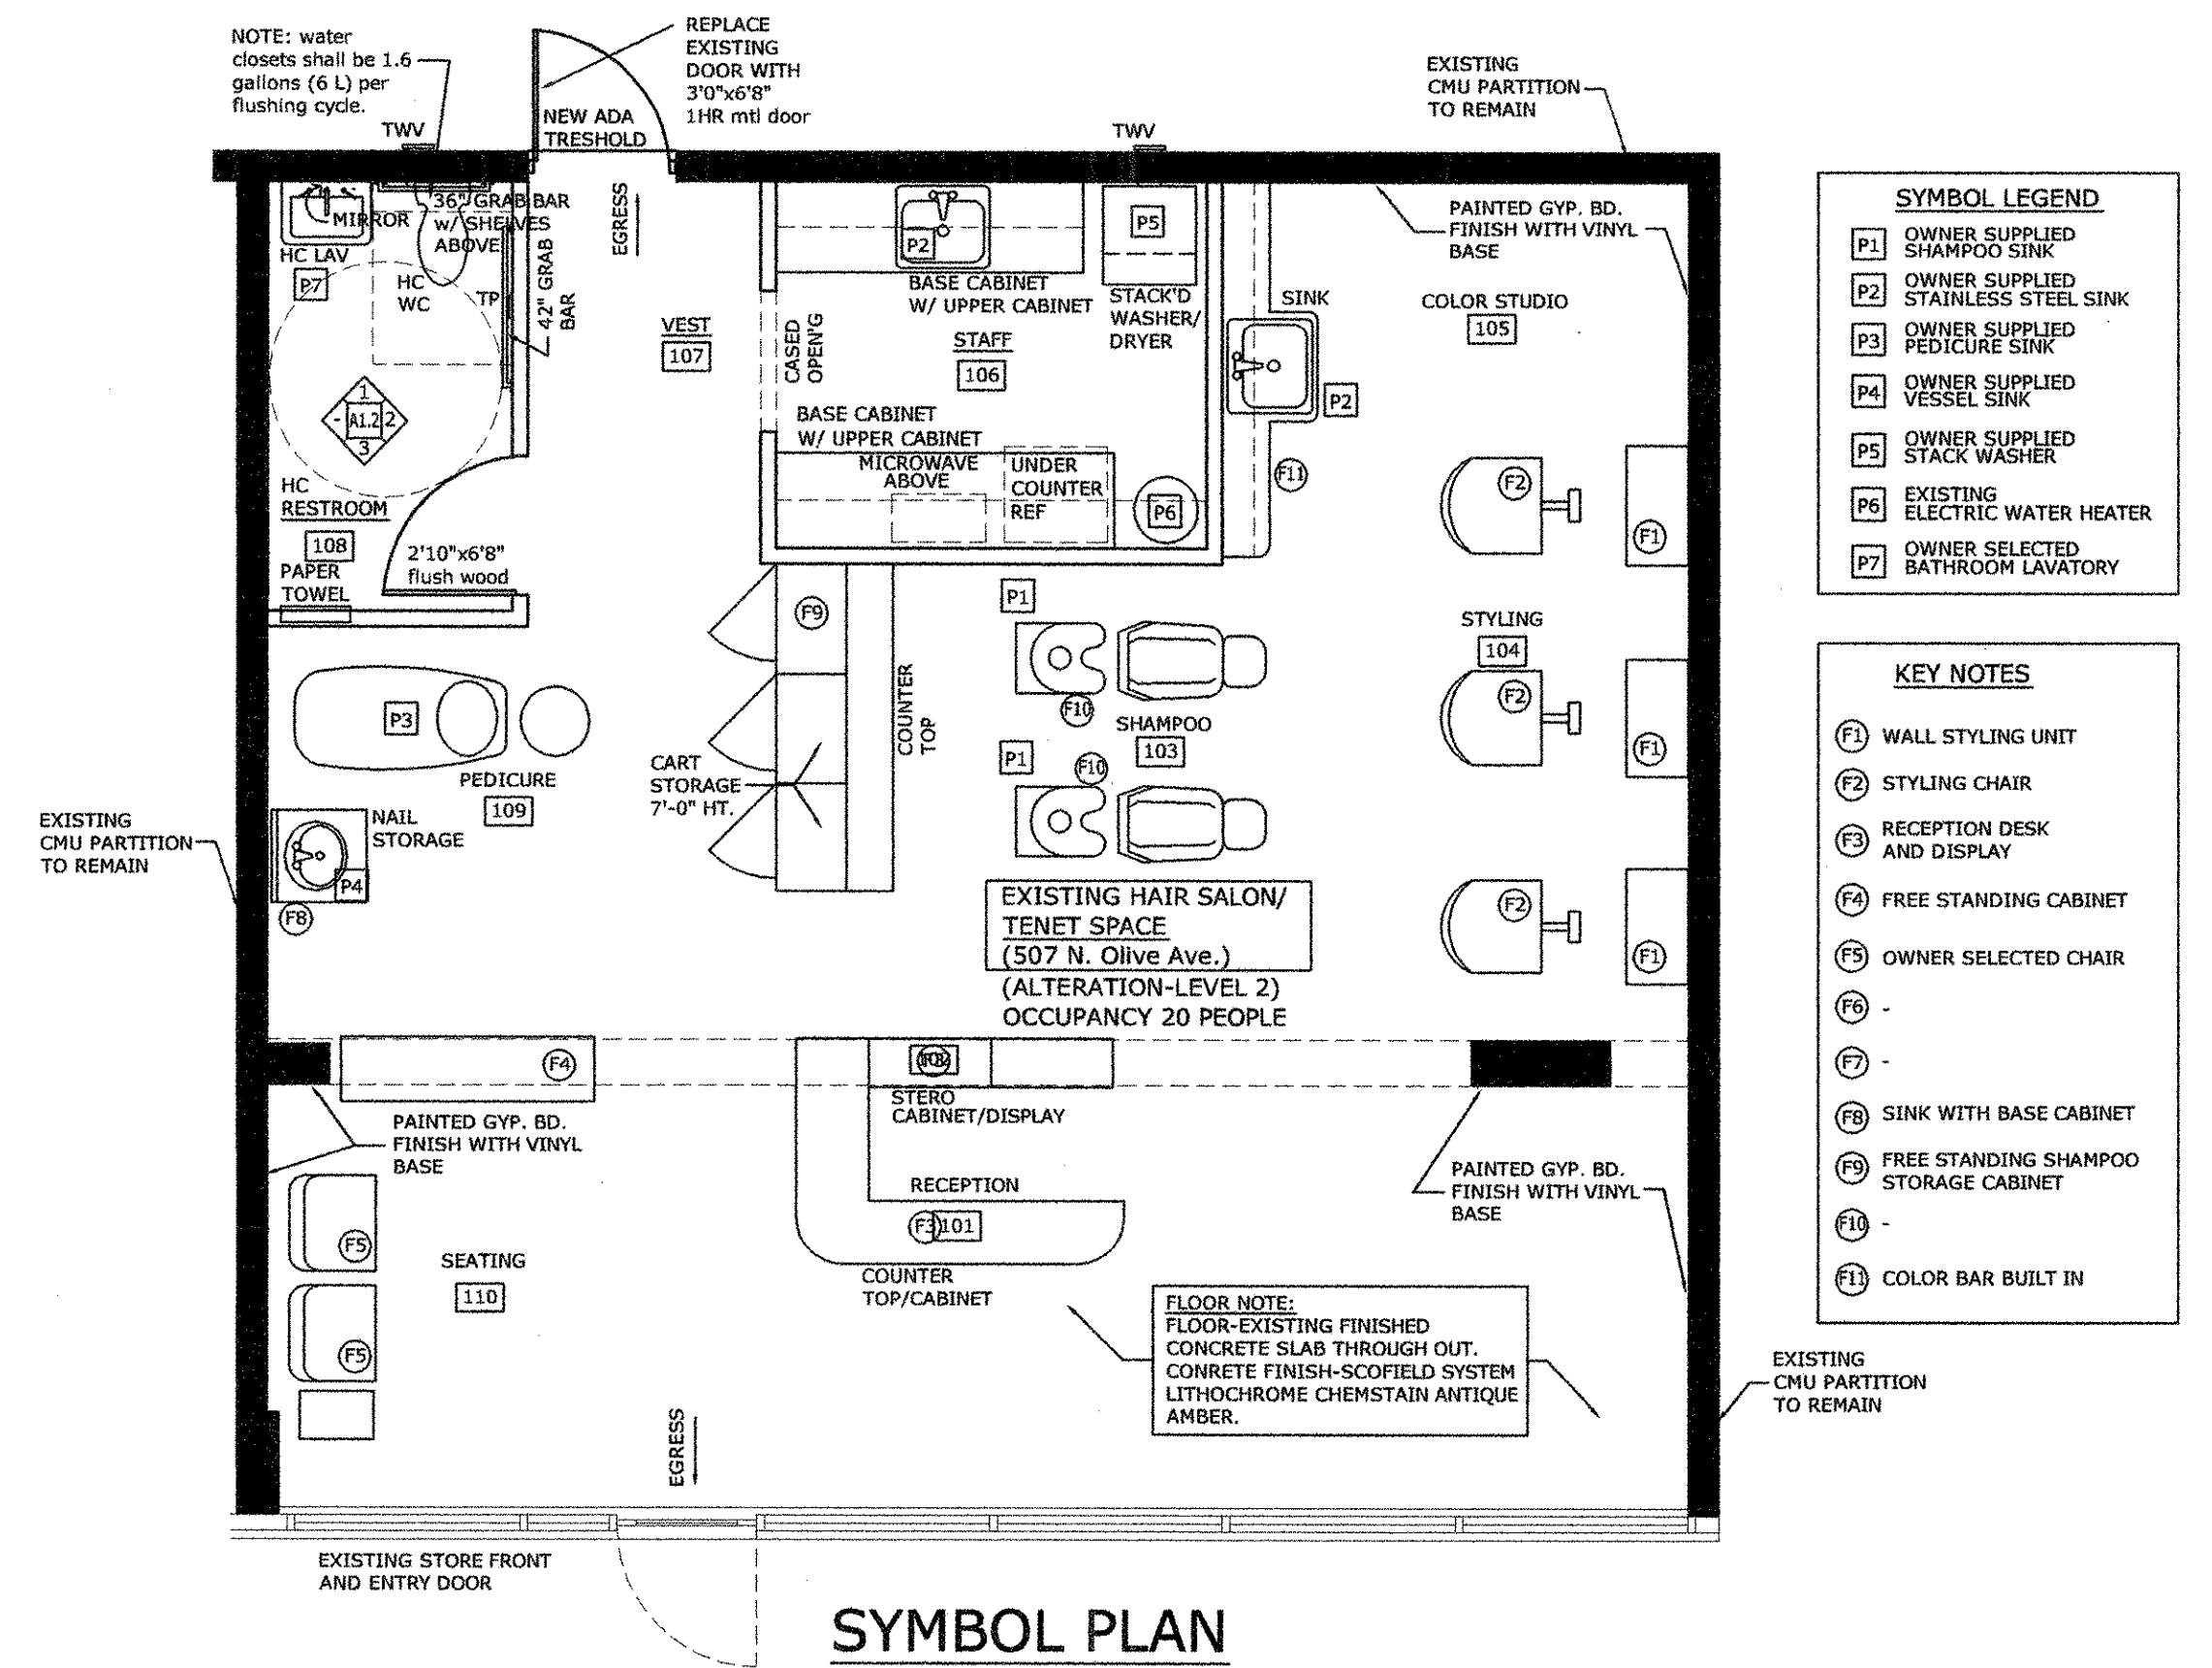 NOTE: water
closets shall be 1.6
gallons (6 L) per
flushing cycle.
REPLACE
EXISTING
DOOR WITH
3'0"x6'8"
1HR mtl door
NEW ADA
TRESHOLD
EXISTING
CMU PARTITION
TO REMAIN
TWV
TWV
MIRROR
36" GRAB BAR
w/ SHELVES
ABOVE
HC LAV
P7
HC
WC
TP
42" GRAB
BAR
EGRESS
1
- A1.2 2
3
HC
RESTROOM
108
PAPER
TOWEL
2'10"x6'8"
flush wood
VEST
107
CASED
OPEN'G
P2
BASE CABINET
W/ UPPER CABINET
P5
STACK'D
WASHER/
DRYER
STAFF
106
BASE CABINET
W/ UPPER CABINET
MICROWAVE
ABOVE
UNDER
COUNTER
REF
P6
SINK
P2
F11
PAINTED GYP. BD.
FINISH WITH VINYL
BASE
COLOR STUDIO
105
F2
F1
STYLING
104
F2
F1
F2
F1
F9
COUNTER
TOP
CART
STORAGE
7'-0" HT.
P1
F10
SHAMPOO
103
P1
F10
P3
PEDICURE
109
NAIL
STORAGE
P4
F8
EXISTING
CMU PARTITION
TO REMAIN
EXISTING HAIR SALON/
TENET SPACE
(507 N. Olive Ave.)
(ALTERATION-LEVEL 2)
OCCUPANCY 20 PEOPLE
F4
STERO
CABINET/DISPLAY
PAINTED GYP. BD.
FINISH WITH VINYL
BASE
RECEPTION
F3 101
COUNTER
TOP/CABINET
PAINTED GYP. BD.
FINISH WITH VINYL
BASE
F5
F5
SEATING
110
FLOOR NOTE:
FLOOR-EXISTING FINISHED
CONCRETE SLAB THROUGH OUT.
CONRETE FINISH-SCOFIELD SYSTEM
LITHOCHROME CHEMSTAIN ANTIQUE
AMBER.
EGRESS
EXISTING STORE FRONT
AND ENTRY DOOR
EXISTING
CMU PARTITION
TO REMAIN
SYMBOL LEGEND
P1 OWNER SUPPLIED
SHAMPOO SINK
P2 OWNER SUPPLIED
STAINLESS STEEL SINK
P3 OWNER SUPPLIED
PEDICURE SINK
P4 OWNER SUPPLIED
VESSEL SINK
P5 OWNER SUPPLIED
STACK WASHER
P6 EXISTING
ELECTRIC WATER HEATER
P7 OWNER SELECTED
BATHROOM LAVATORY
KEY NOTES
F1 WALL STYLING UNIT
F2 STYLING CHAIR
F3 RECEPTION DESK
AND DISPLAY
F4 FREE STANDING CABINET
F5 OWNER SELECTED CHAIR
F6 -
F7 -
F8 SINK WITH BASE CABINET
F9 FREE STANDING SHAMPOO
STORAGE CABINET
F10 -
F11 COLOR BAR BUILT IN
SYMBOL PLAN